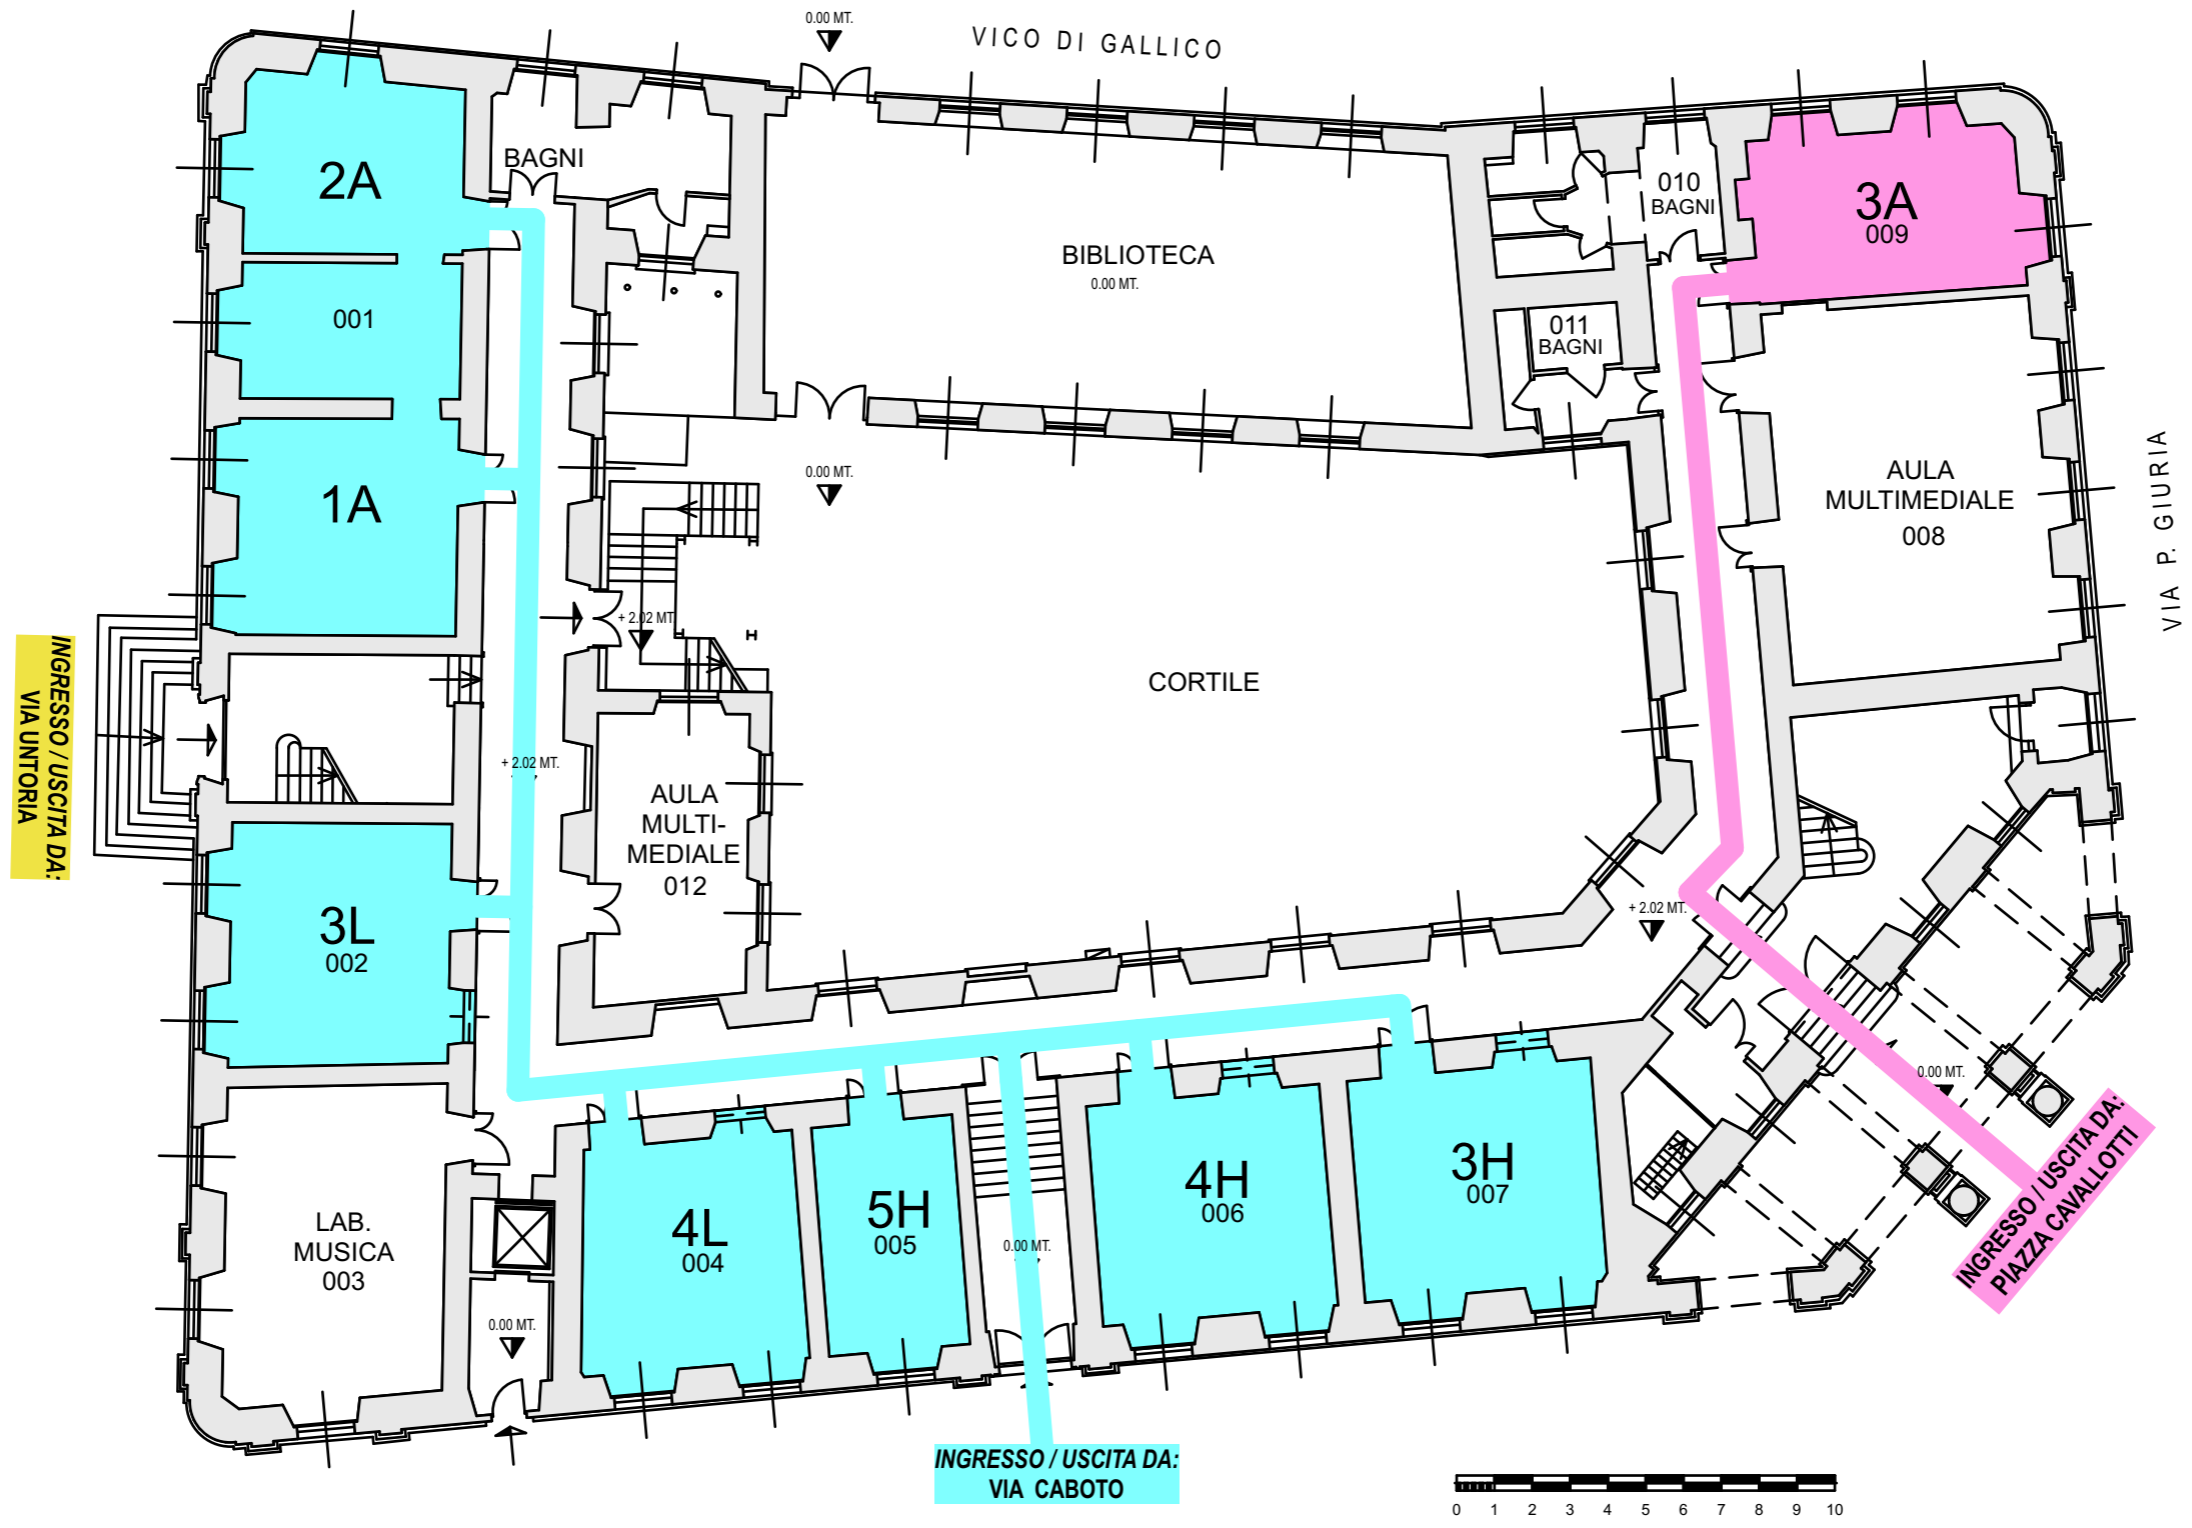 0.00 MT.
VICO DI GALLICO
2A
BAGNI
001
1A
BIBLIOTECA
0.00 MT.
010
BAGNI
011
BAGNI
3A
009
0.00 MT.
AULA
MULTIMEDIALE
008
VIA P. GIURIA
+ 2.02 MT.
CORTILE
INGRESSO / USCITA DA:
VIA UNTORIA
+ 2.02 MT.
AULA
MULTI-
MEDIALE
012
3L
002
+ 2.02 MT.
0.00 MT.
INGRESSO / USCITA DA:
PIAZZA CAVALLOTTI
LAB.
MUSICA
003
4L
004
5H
005
4H
006
3H
007
0.00 MT.
0.00 MT.
INGRESSO / USCITA DA:
VIA CABOTO
0 1 2 3 4 5 6 7 8 9 10